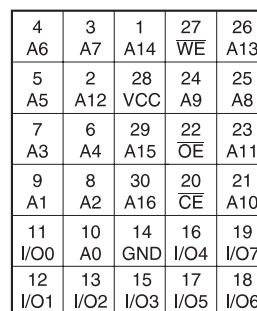 4 3 1 27 26
A6 A7 A14 W̅E̅ A13
5 2 28 24 25
A5 A12 VCC A9 A8
7 6 29 22 23
A3 A4 A15 O̅E̅ A11
9 8 30 20 21
A1 A2 A16 C̅E̅ A10
11 10 14 16 19
I/O0 A0 GND I/O4 I/O7
12 13 15 17 18
I/O1 I/O2 I/O3 I/O5 I/O6